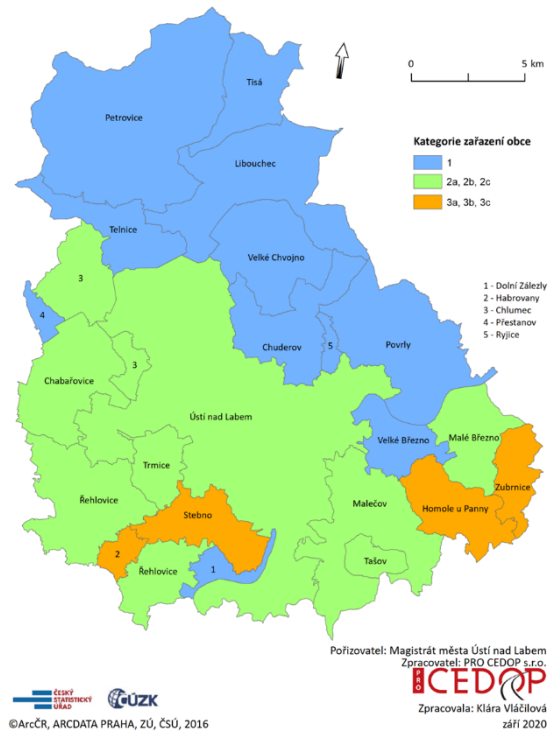 0 5 km
Tisá
Petrovice
Kategorie zařazení obce
1
2a, 2b, 2c
3a, 3b, 3c
Libouchec
Telnice
Velké Chvojno
3
1 - Dolní Zálezly
2 - Habrovany
3 - Chlumec
4 - Přestanov
5 - Ryjice
4
Chuderov
5
Povrly
3
Chabařovice
Ústí nad Labem
Velké Březno
Malé Březno
Trmice
Zubrnice
Řehlovice
Malečov
Homole u Panny
Stebno
2
Tašov
1
Řehlovice
Pořizovatel: Magistrát města Ústí nad Labem
Zpracovatel: PRO CEDOP s.r.o.
PRO CEDOP
ČESKÝ
STATISTICKÝ
ÚŘAD
ČÚZK
Zpracovala: Klára Vláčilová
©ArcČR, ARCDATA PRAHA, ZÚ, ČSÚ, 2016
září 2020